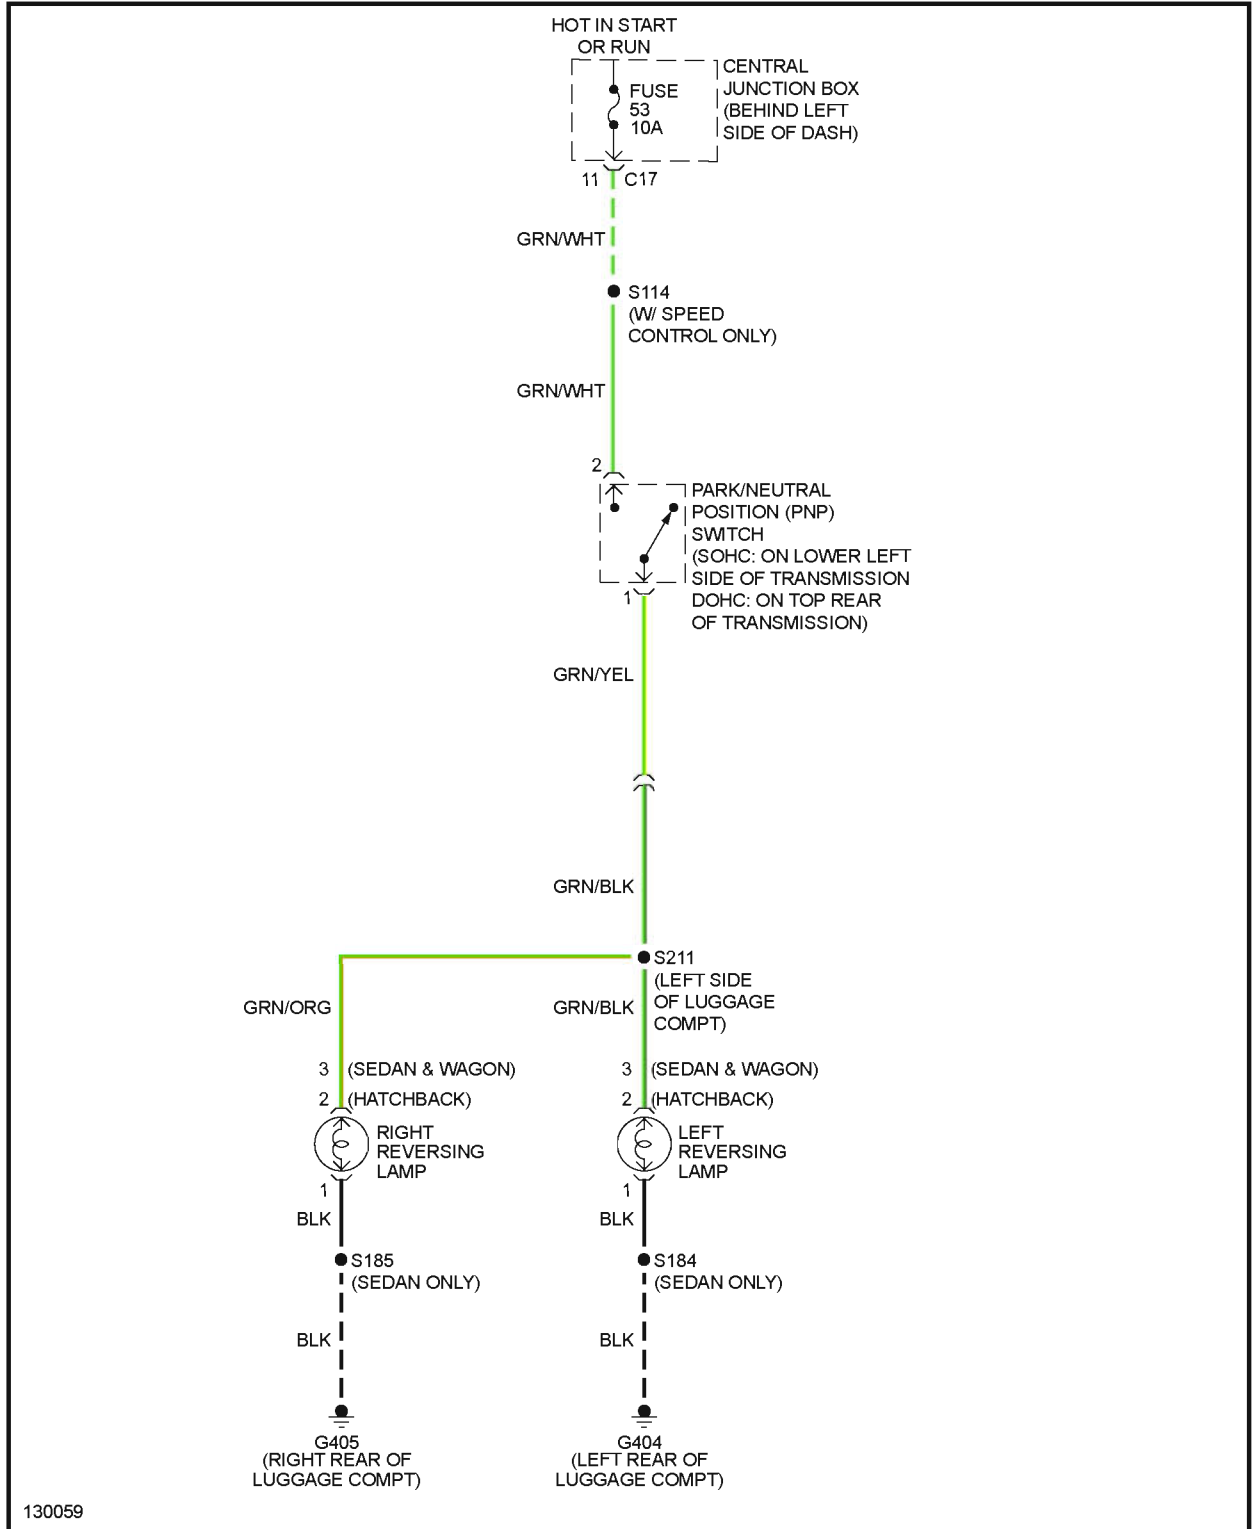 HOT IN START
OR RUN
CENTRAL
JUNCTION BOX
(BEHIND LEFT
SIDE OF DASH)
FUSE
53
10A
11 C17
GRN/WHT
S114
(W/ SPEED
CONTROL ONLY)
GRN/WHT
2
PARK/NEUTRAL
POSITION (PNP)
SWITCH
(SOHC: ON LOWER LEFT
SIDE OF TRANSMISSION
DOHC: ON TOP REAR
OF TRANSMISSION)
1
GRN/YEL
GRN/BLK
S211
(LEFT SIDE
OF LUGGAGE
COMPT)
GRN/ORG
GRN/BLK
3 (SEDAN & WAGON)
2 (HATCHBACK)
RIGHT
REVERSING
LAMP
1
BLK
S185
(SEDAN ONLY)
BLK
G405
(RIGHT REAR OF
LUGGAGE COMPT)
3 (SEDAN & WAGON)
2 (HATCHBACK)
LEFT
REVERSING
LAMP
1
BLK
S184
(SEDAN ONLY)
BLK
G404
(LEFT REAR OF
LUGGAGE COMPT)
130059